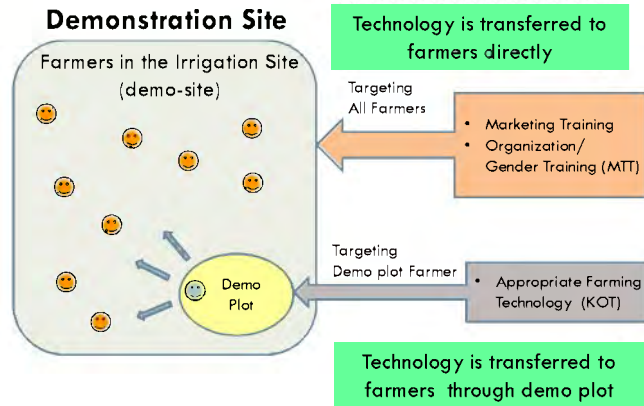 Demonstration Site
Farmers in the Irrigation Site
(demo-site)
Technology is transferred to
farmers directly
Targeting
All Farmers
• Marketing Training
• Organization/
Gender Training (MTT)
Targeting
Demo plot Farmer
Demo
Plot
• Appropriate Farming
Technology (KOT)
Technology is transferred to
farmers through demo plot